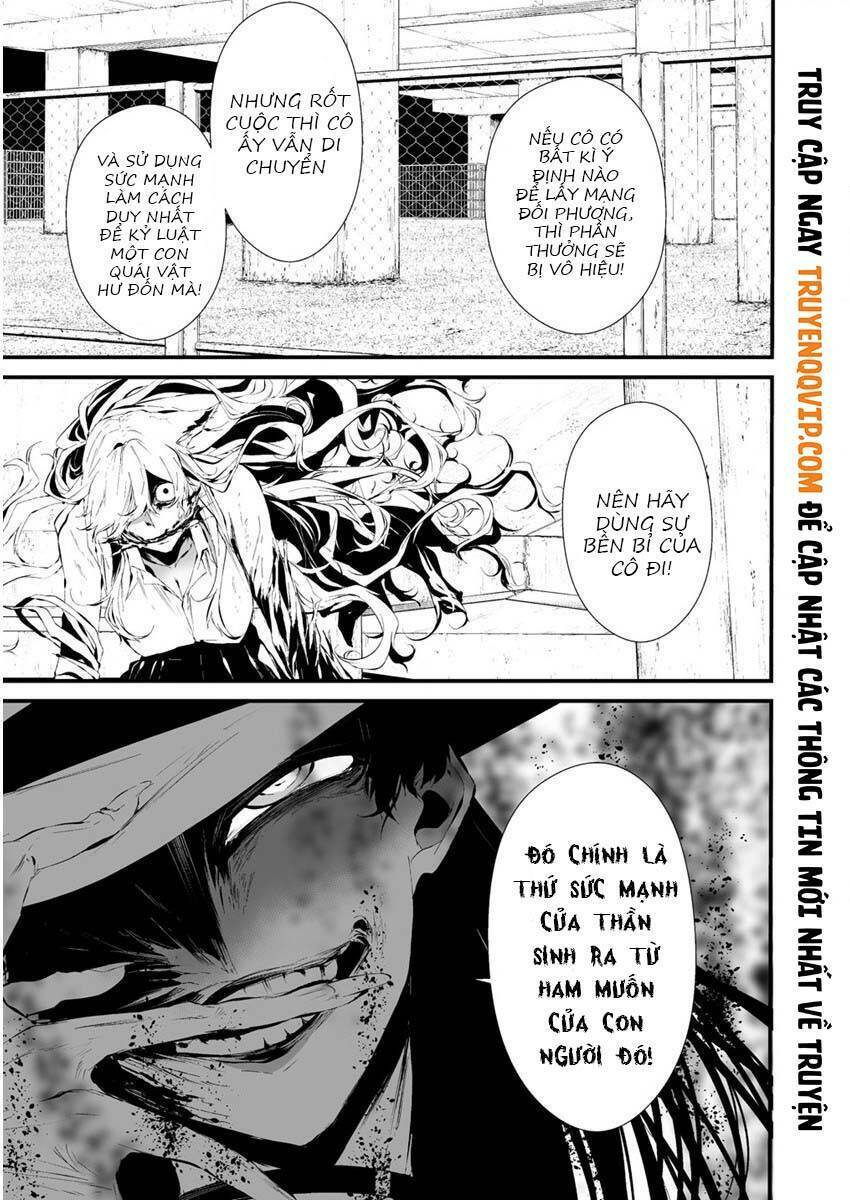 NẾU CÔ CÓ
BẤT KÌ Ý
ĐỊNH NÀO
ĐỂ LẤY MẠNG
ĐỐI PHƯƠNG,
THÌ PHẦN
THƯỞNG SẼ
BỊ VÔ HIỆU!
NHƯNG RỐT
CUỘC THÌ CÔ
ẤY VẪN DI
CHUYỂN
VÀ SỬ DỤNG
SỨC MẠNH
LÀM CÁCH
DUY NHẤT
ĐỂ KỶ LUẬT
MỘT CON
QUÁI VẬT
HƯ ĐỐN MÀ!
NÊN HÃY
DÙNG SỰ
BỀN BỈ CỦA
CÔ ĐI!
ĐÓ CHÍNH LÀ
THỨ SỨC MẠNH
CỦA THẦN
SINH RA TỪ
HAM MUỐN
CỦA CON
NGƯỜI ĐÓ!
TRUY CẬP NGAY TRUYENQQVIP.COM ĐỂ CẬP NHẬT CÁC THÔNG TIN MỚI NHẤT VỀ TRUYỆN